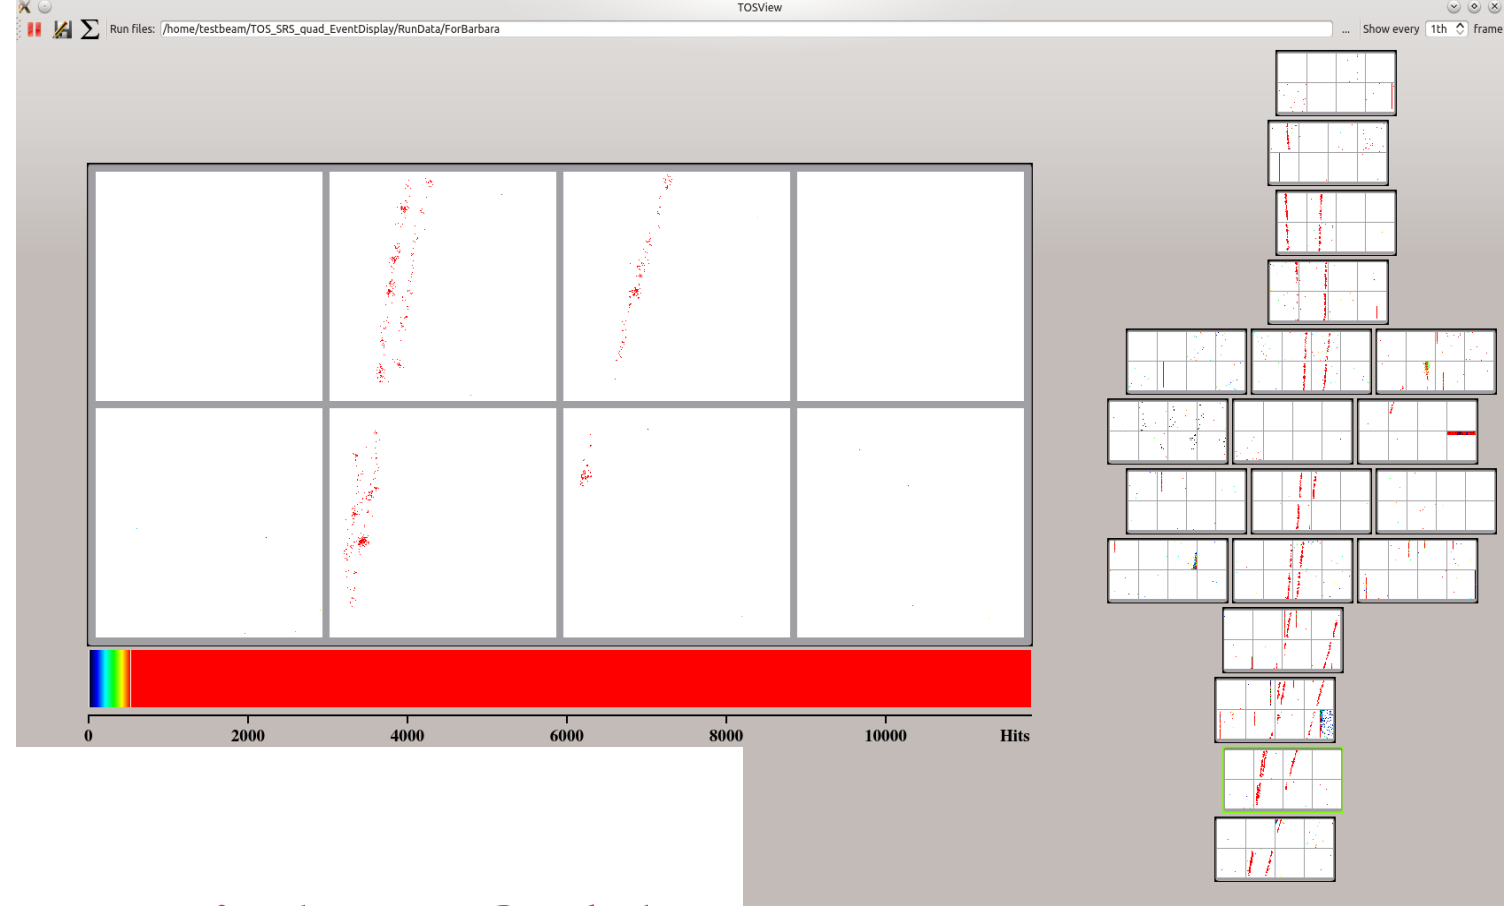 TOSView
Run files: /home/testbeam/TOS_SRS_quad_EventDisplay/RunData/ForBarbara ... Show every 1th frame
0 2000 4000 6000 8000 10000 Hits